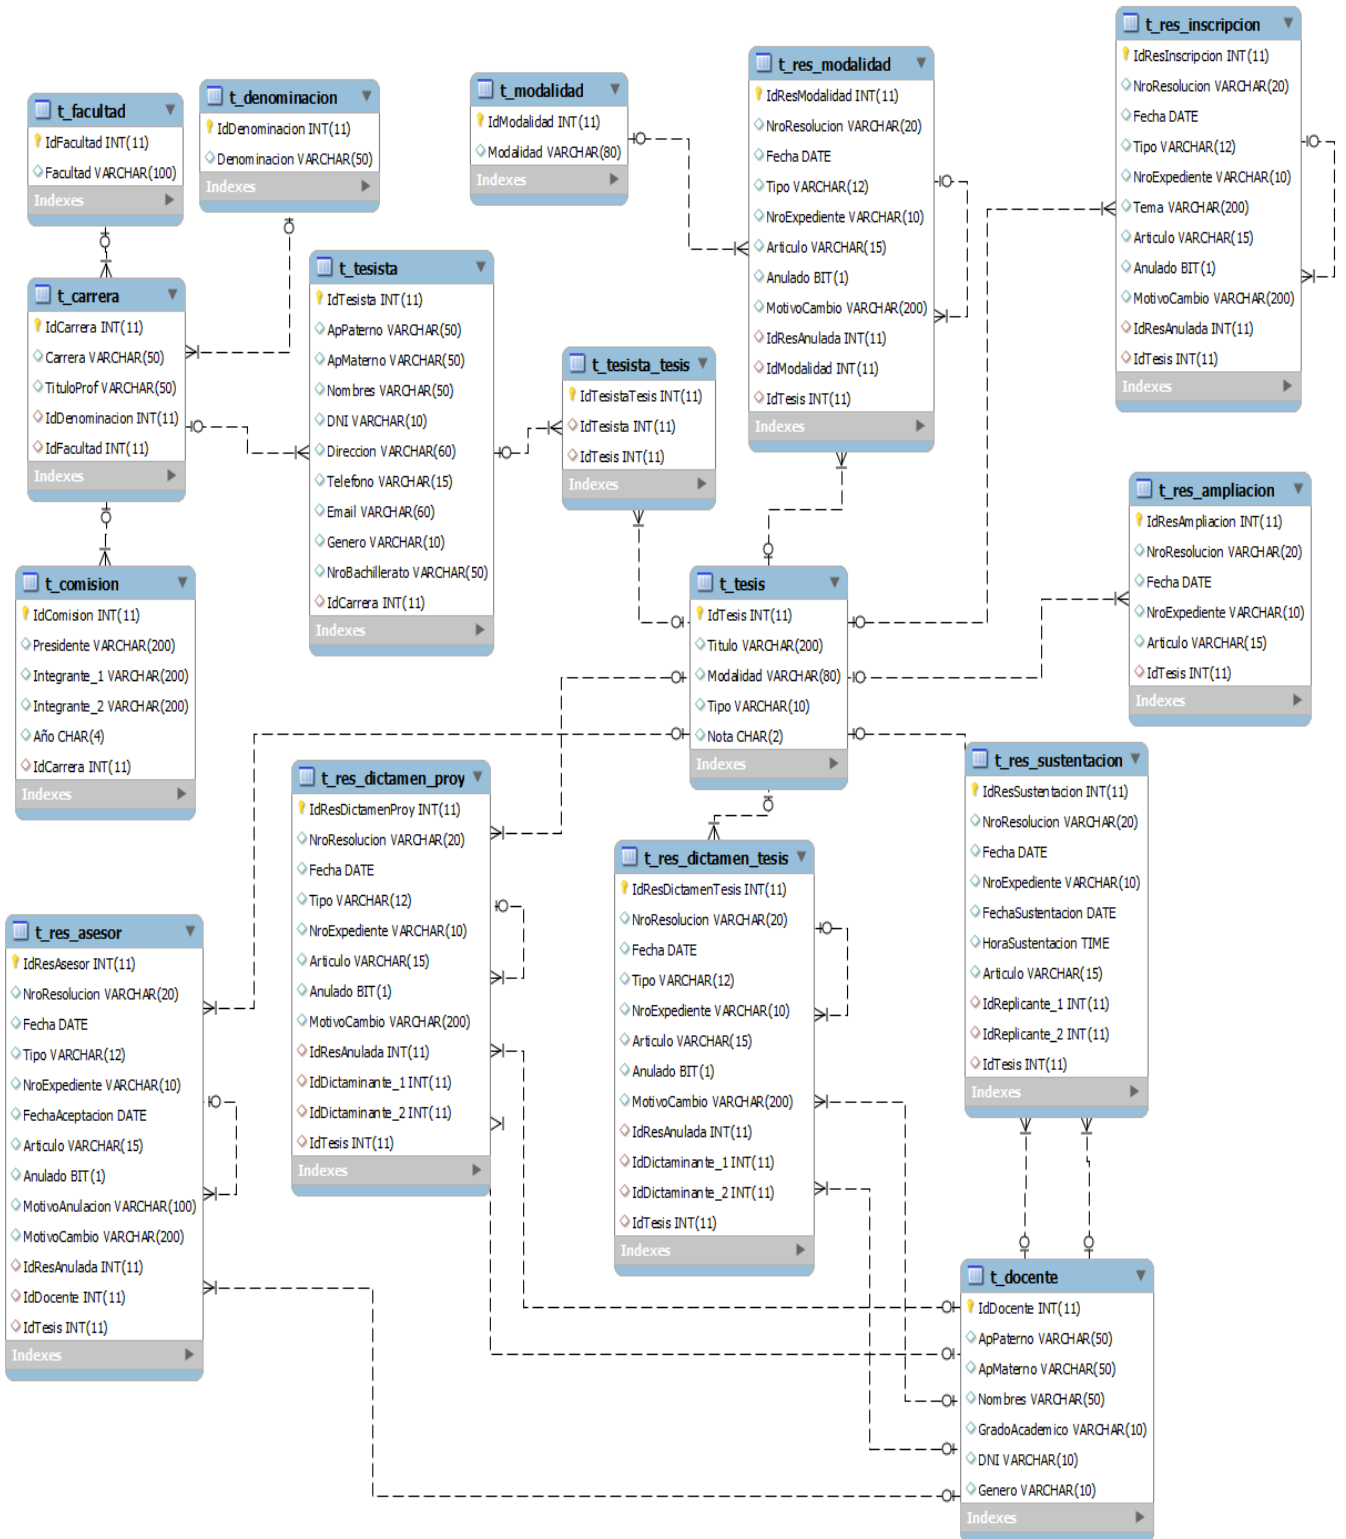 t_facultad
IdFacultad INT(11)
Facultad VARCHAR(100)
Indexes
t_denominacion
IdDenominacion INT(11)
Denominacion VARCHAR(50)
Indexes
t_modalidad
IdModalidad INT(11)
Modalidad VARCHAR(80)
Indexes
t_res_modalidad
IdResModalidad INT(11)
NroResolucion VARCHAR(20)
Fecha DATE
Tipo VARCHAR(12)
NroExpediente VARCHAR(10)
Articulo VARCHAR(15)
Anulado BIT(1)
MotivoCambio VARCHAR(200)
IdResAnulada INT(11)
IdModalidad INT(11)
IdTesis INT(11)
Indexes
t_res_inscripcion
IdResInscripcion INT(11)
NroResolucion VARCHAR(20)
Fecha DATE
Tipo VARCHAR(12)
NroExpediente VARCHAR(10)
Tema VARCHAR(200)
Articulo VARCHAR(15)
Anulado BIT(1)
MotivoCambio VARCHAR(200)
IdResAnulada INT(11)
IdTesis INT(11)
Indexes
t_carrera
IdCarrera INT(11)
Carrera VARCHAR(50)
TituloProf VARCHAR(50)
IdDenominacion INT(11)
IdFacultad INT(11)
Indexes
t_tesista
IdTesista INT(11)
ApPaterno VARCHAR(50)
ApMaterno VARCHAR(50)
Nombres VARCHAR(50)
DNI VARCHAR(10)
Direccion VARCHAR(60)
Telefono VARCHAR(15)
Email VARCHAR(60)
Genero VARCHAR(10)
NroBachillerato VARCHAR(50)
IdCarrera INT(11)
Indexes
t_tesista_tesis
IdTesistaTesis INT(11)
IdTesista INT(11)
IdTesis INT(11)
Indexes
t_res_ampliacion
IdResAmpliacion INT(11)
NroResolucion VARCHAR(20)
Fecha DATE
NroExpediente VARCHAR(10)
Articulo VARCHAR(15)
IdTesis INT(11)
Indexes
t_comision
IdComision INT(11)
Presidente VARCHAR(200)
Integrante_1 VARCHAR(200)
Integrante_2 VARCHAR(200)
Año CHAR(4)
IdCarrera INT(11)
Indexes
t_tesis
IdTesis INT(11)
Titulo VARCHAR(200)
Modalidad VARCHAR(80)
Tipo VARCHAR(10)
Nota CHAR(2)
Indexes
t_res_dictamen_proy
IdResDictamenProy INT(11)
NroResolucion VARCHAR(20)
Fecha DATE
Tipo VARCHAR(12)
NroExpediente VARCHAR(10)
Articulo VARCHAR(15)
Anulado BIT(1)
MotivoCambio VARCHAR(200)
IdResAnulada INT(11)
IdDictaminante_1 INT(11)
IdDictaminante_2 INT(11)
IdTesis INT(11)
Indexes
t_res_dictamen_tesis
IdResDictamenTesis INT(11)
NroResolucion VARCHAR(20)
Fecha DATE
Tipo VARCHAR(12)
NroExpediente VARCHAR(10)
Articulo VARCHAR(15)
Anulado BIT(1)
MotivoCambio VARCHAR(200)
IdResAnulada INT(11)
IdDictaminante_1 INT(11)
IdDictaminante_2 INT(11)
IdTesis INT(11)
Indexes
t_res_sustentacion
IdResSustentacion INT(11)
NroResolucion VARCHAR(20)
Fecha DATE
NroExpediente VARCHAR(10)
FechaSustentacion DATE
HoraSustentacion TIME
Articulo VARCHAR(15)
IdReplicante_1 INT(11)
IdReplicante_2 INT(11)
IdTesis INT(11)
Indexes
t_res_asesor
IdResAsesor INT(11)
NroResolucion VARCHAR(20)
Fecha DATE
Tipo VARCHAR(12)
NroExpediente VARCHAR(10)
FechaAceptacion DATE
Articulo VARCHAR(15)
Anulado BIT(1)
MotivoAnulacion VARCHAR(100)
MotivoCambio VARCHAR(200)
IdResAnulada INT(11)
IdDocente INT(11)
IdTesis INT(11)
Indexes
t_docente
IdDocente INT(11)
ApPaterno VARCHAR(50)
ApMaterno VARCHAR(50)
Nombres VARCHAR(50)
GradoAcademico VARCHAR(10)
DNI VARCHAR(10)
Genero VARCHAR(10)
Indexes